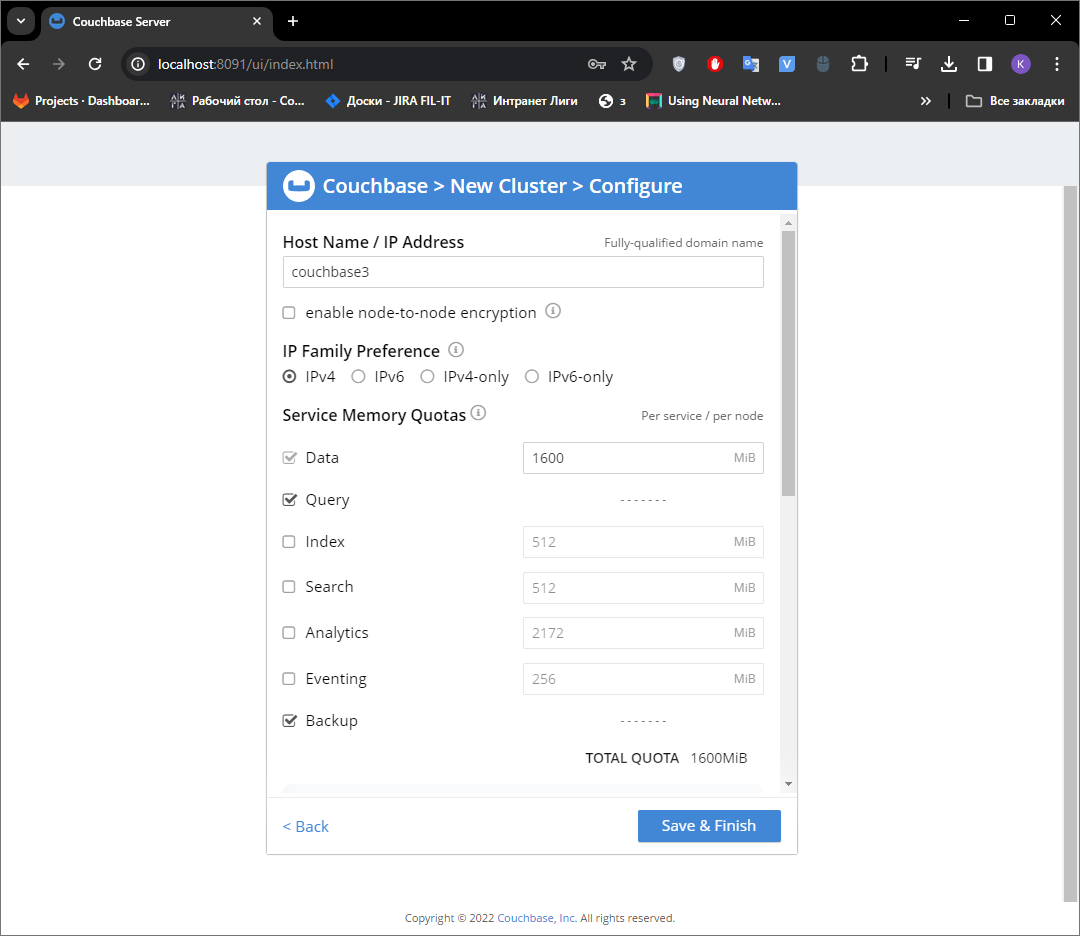 Couchbase Server
localhost:8091/ui/index.html
K
Projects · Dashboar... Рабочий стол - Co... Доски - JIRA FIL-IT Интранет Лиги з Using Neural Netw... » Все закладки
Couchbase > New Cluster > Configure
Host Name / IP Address Fully-qualified domain name
couchbase3
enable node-to-node encryption
IP Family Preference
IPv4 IPv6 IPv4-only IPv6-only
Service Memory Quotas Per service / per node
Data 1600 MiB
Query -------
Index 512 MiB
Search 512 MiB
Analytics 2172 MiB
Eventing 256 MiB
Backup -------
TOTAL QUOTA 1600MiB
< Back Save & Finish
Copyright © 2022 Couchbase, Inc. All rights reserved.